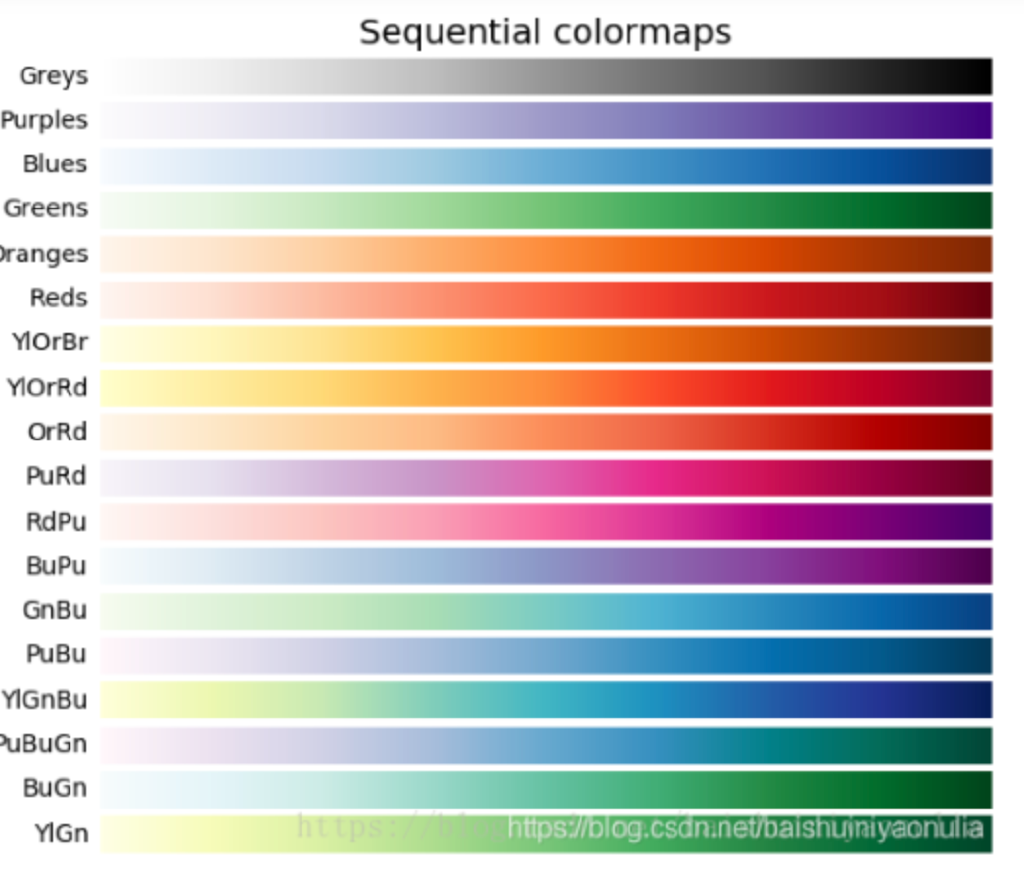 Sequential colormaps
Greys
Purples
Blues
Greens
Oranges
Reds
YlOrBr
YlOrRd
OrRd
PuRd
RdPu
BuPu
GnBu
PuBu
YlGnBu
PuBuGn
BuGn
YlGn
https://blog.csdn.net/baishuiniyaonulia